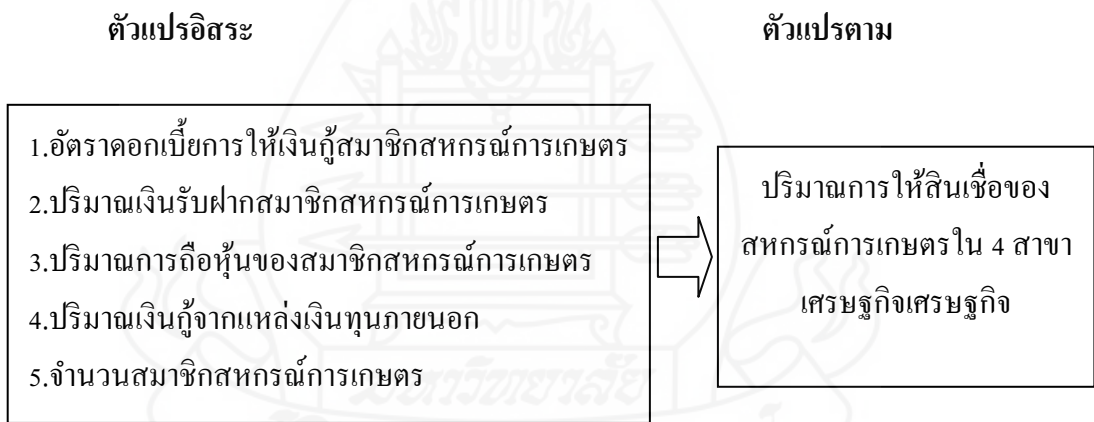 ตัวแปรอิสระ
ตัวแปรตาม
1.อัตราดอกเบี้ยการให้เงินกู้สมาชิกสหกรณ์การเกษตร
2.ปริมาณเงินรับฝากสมาชิกสหกรณ์การเกษตร
3.ปริมาณการถือหุ้นของสมาชิกสหกรณ์การเกษตร
4.ปริมาณเงินกู้จากแหล่งเงินทุนภายนอก
5.จำนวนสมาชิกสหกรณ์การเกษตร
ปริมาณการให้สินเชื่อของ
สหกรณ์การเกษตรใน 4 สาขา
เศรษฐกิจเศรษฐกิจ